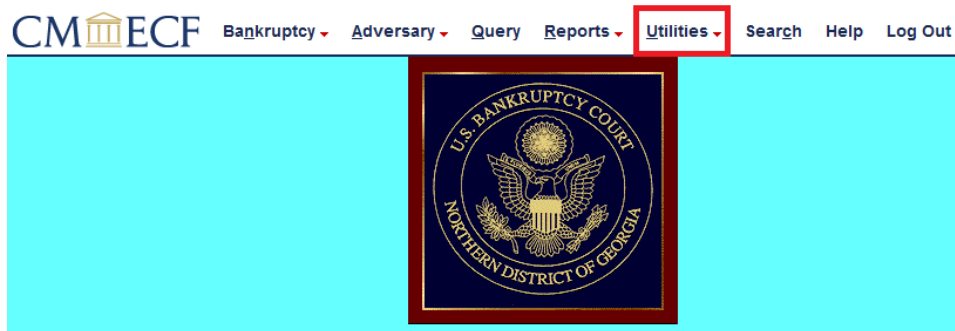 CM ECF Bankruptcy Adversary Query Reports Utilities Search Help Log Out
U.S. BANKRUPTCY COURT
NORTHERN DISTRICT OF GEORGIA